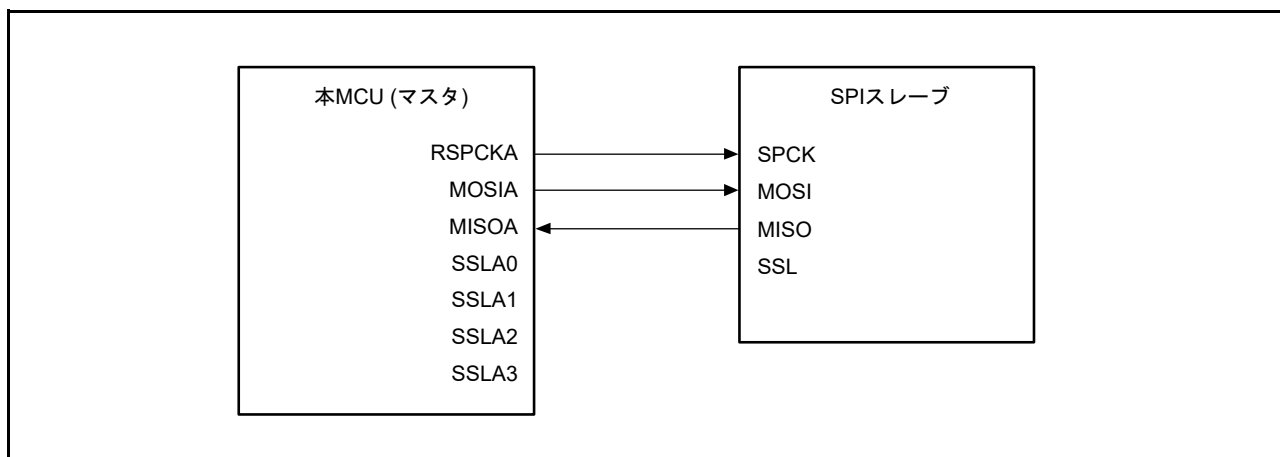 本MCU (マスタ)
RSPCKA
MOSIA
MISOA
SSLA0
SSLA1
SSLA2
SSLA3
SPIスレーブ
SPCK
MOSI
MISO
SSL